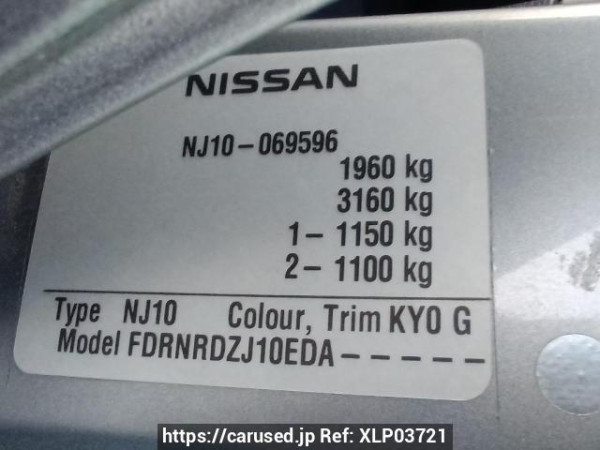 NISSAN
NJ10-069596
1960 kg
3160 kg
1- 1150 kg
2- 1100 kg
Type NJ10 Colour, Trim KY0 G
Model FDRNRDZJ10EDA-----
https://carused.jp Ref: XLP03721